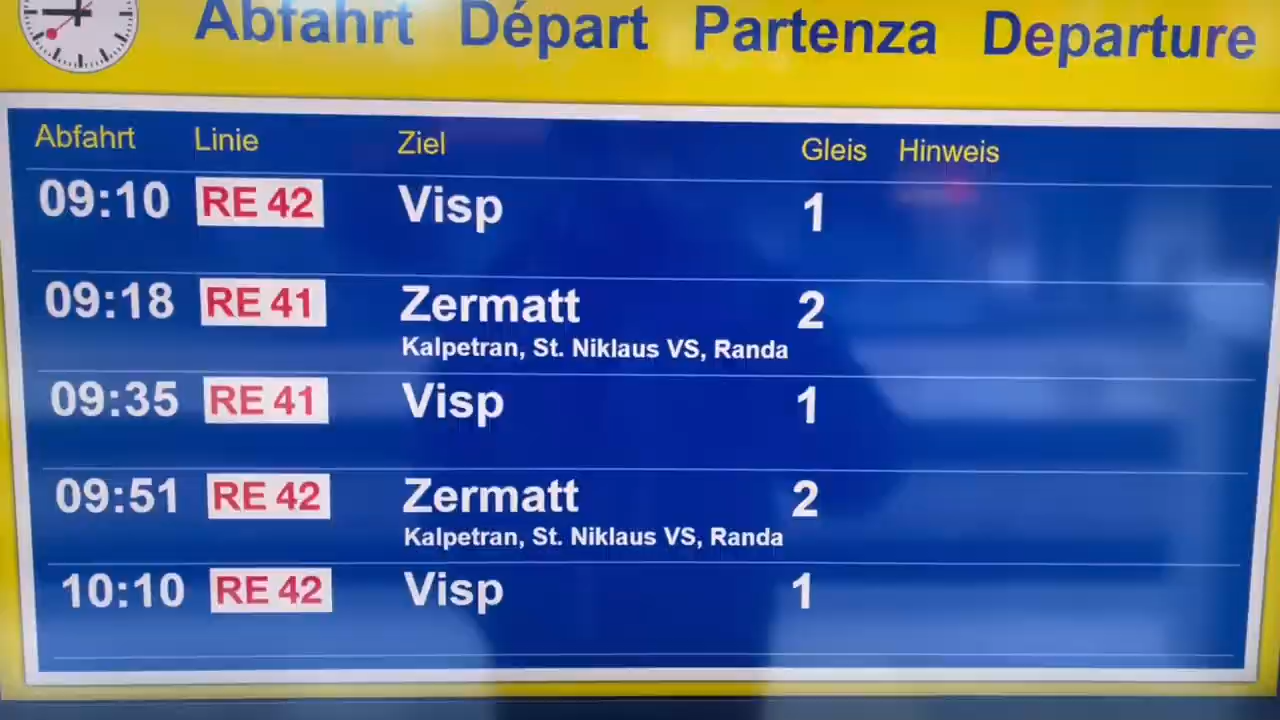 Abfahrt Départ Partenza Departure
Abfahrt Linie Ziel Gleis Hinweis
09:10 RE 42 Visp 1
09:18 RE 41 Zermatt 2
Kalpetran, St. Niklaus VS, Randa
09:35 RE 41 Visp 1
09:51 RE 42 Zermatt 2
Kalpetran, St. Niklaus VS, Randa
10:10 RE 42 Visp 1